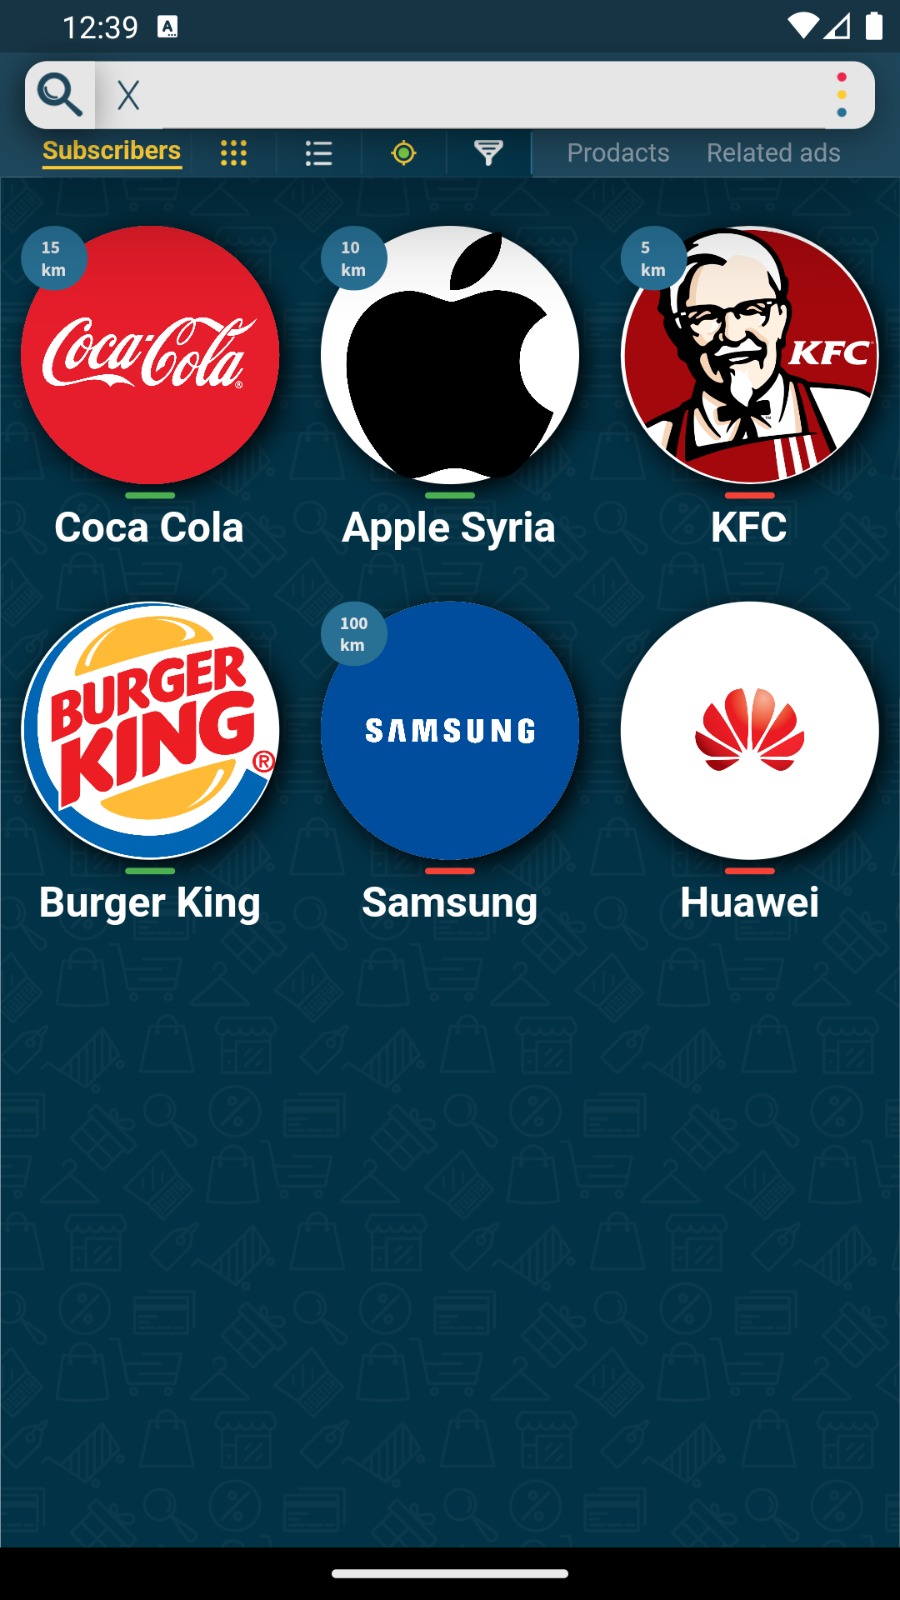 12:39 A
X
Subscribers Prodacts Related ads
15 km
10 km
5 km
Coca-Cola®
KFC
Coca Cola Apple Syria KFC
100 km
BURGER KING®
SAMSUNG
Burger King Samsung Huawei